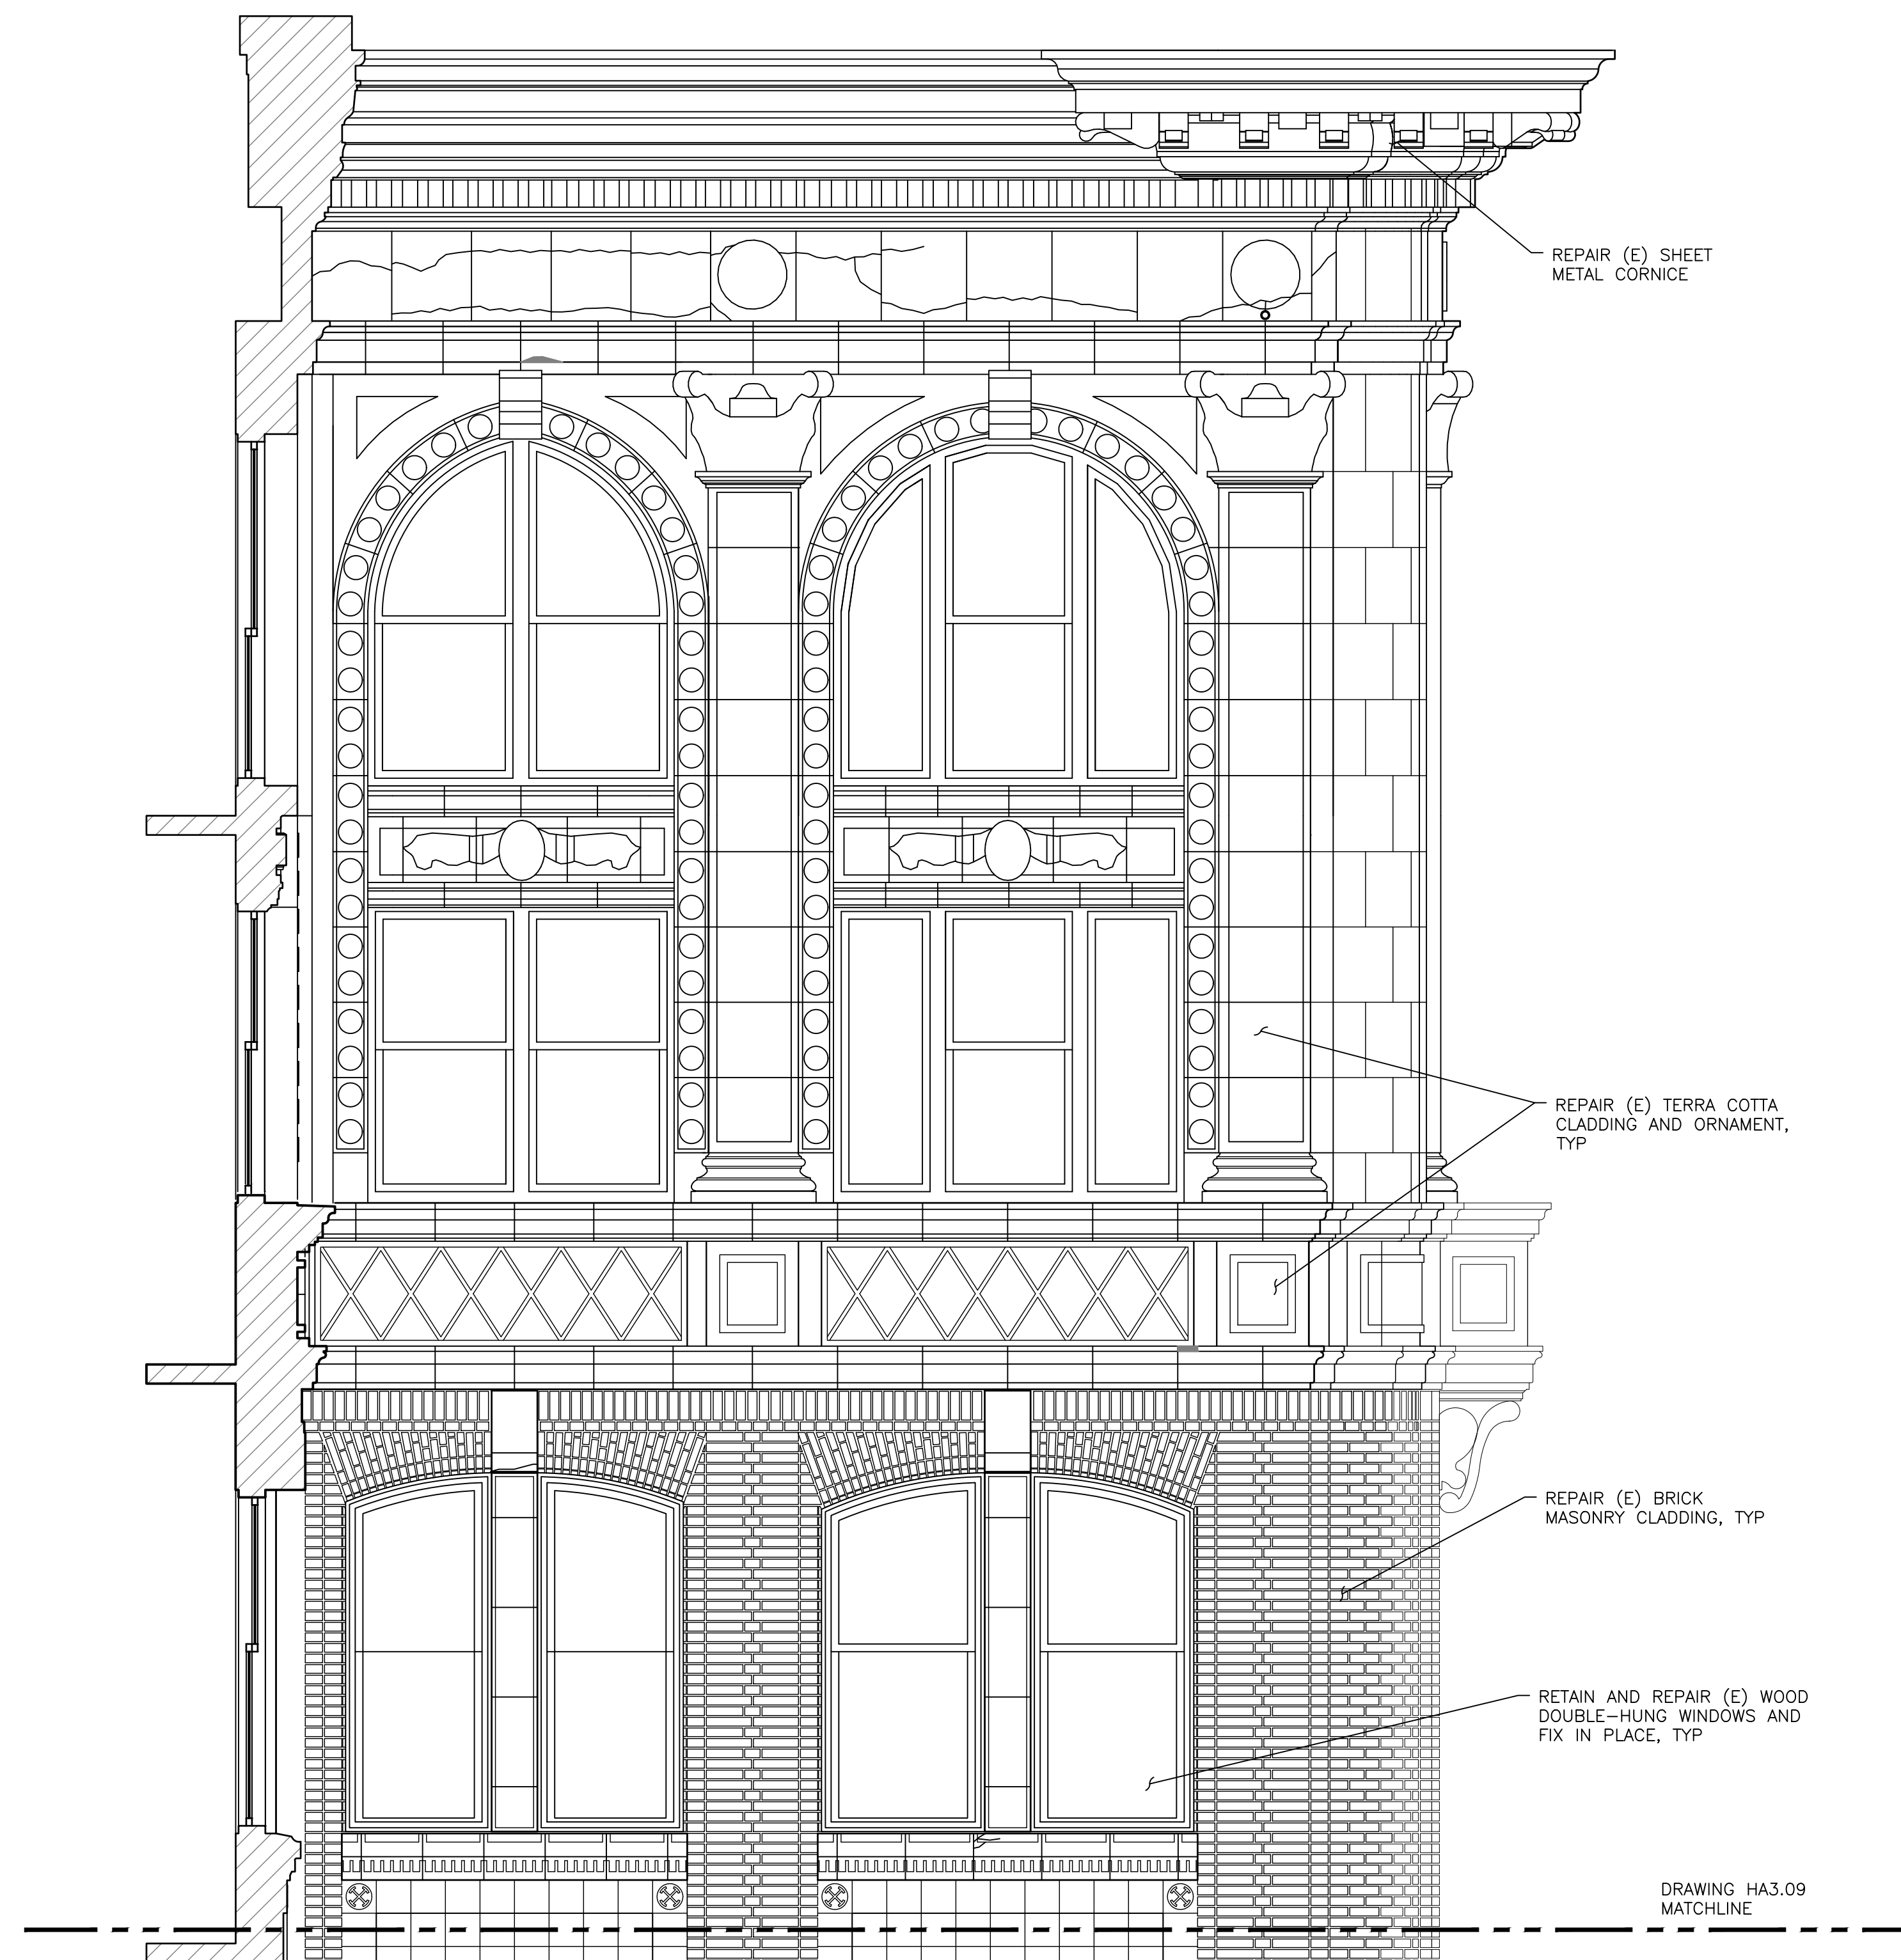 REPAIR (E) SHEET
METAL CORNICE
REPAIR (E) TERRA COTTA
CLADDING AND ORNAMENT,
TYP
REPAIR (E) BRICK
MASONRY CLADDING, TYP
RETAIN AND REPAIR (E) WOOD
DOUBLE-HUNG WINDOWS AND
FIX IN PLACE, TYP
DRAWING HA3.09
MATCHLINE